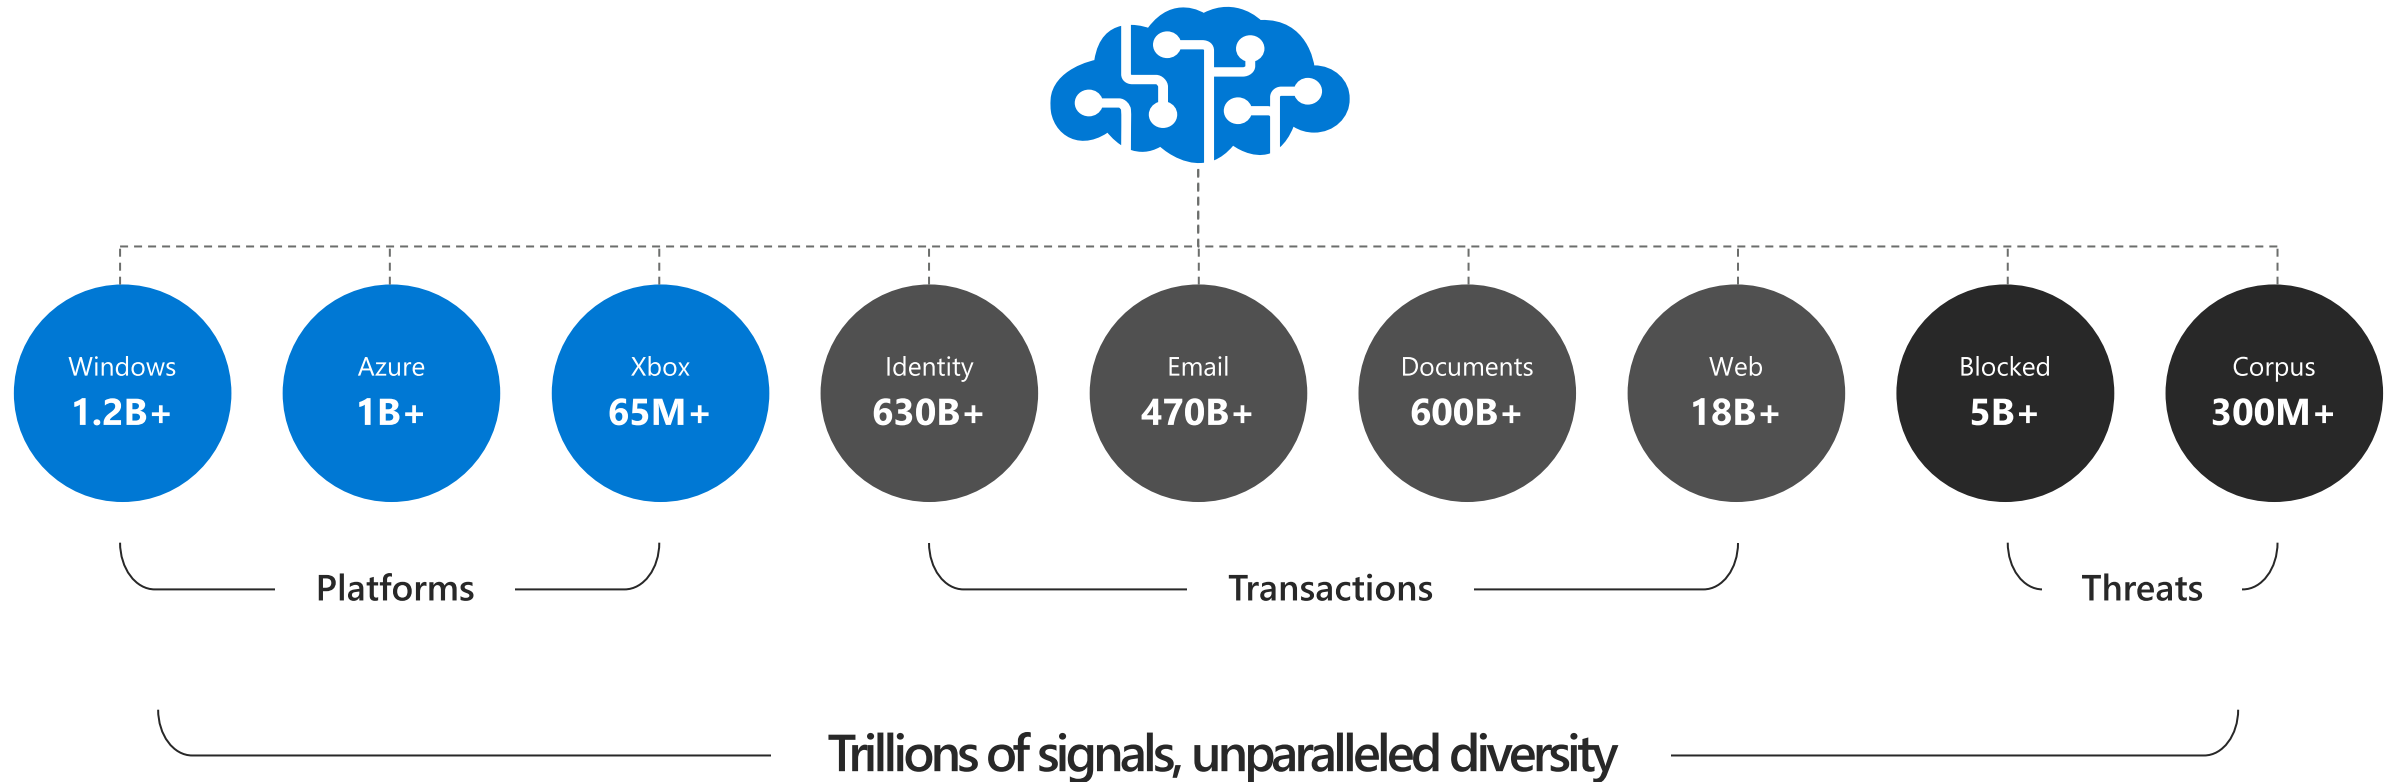 Windows
1.2B+
Azure
1B+
Xbox
65M+
Identity
630B+
Email
470B+
Documents
600B+
Web
18B+
Blocked
5B+
Corpus
300M+
Platforms
Transactions
Threats
Trillions of signals, unparalleled diversity